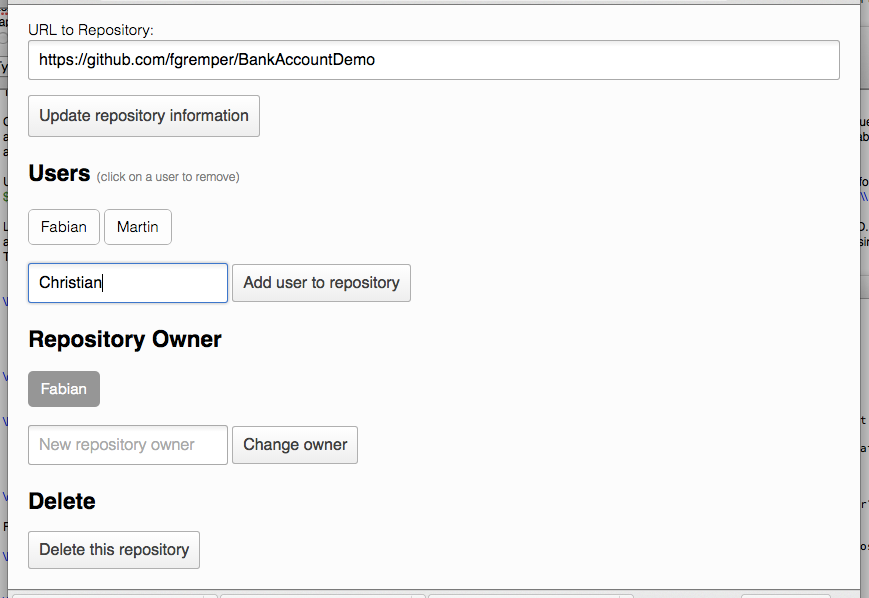 URL to Repository:
https://github.com/fgremper/BankAccountDemo
Update repository information
Users (click on a user to remove)
Fabian Martin
Christian Add user to repository
Repository Owner
Fabian
New repository owner Change owner
Delete
Delete this repository